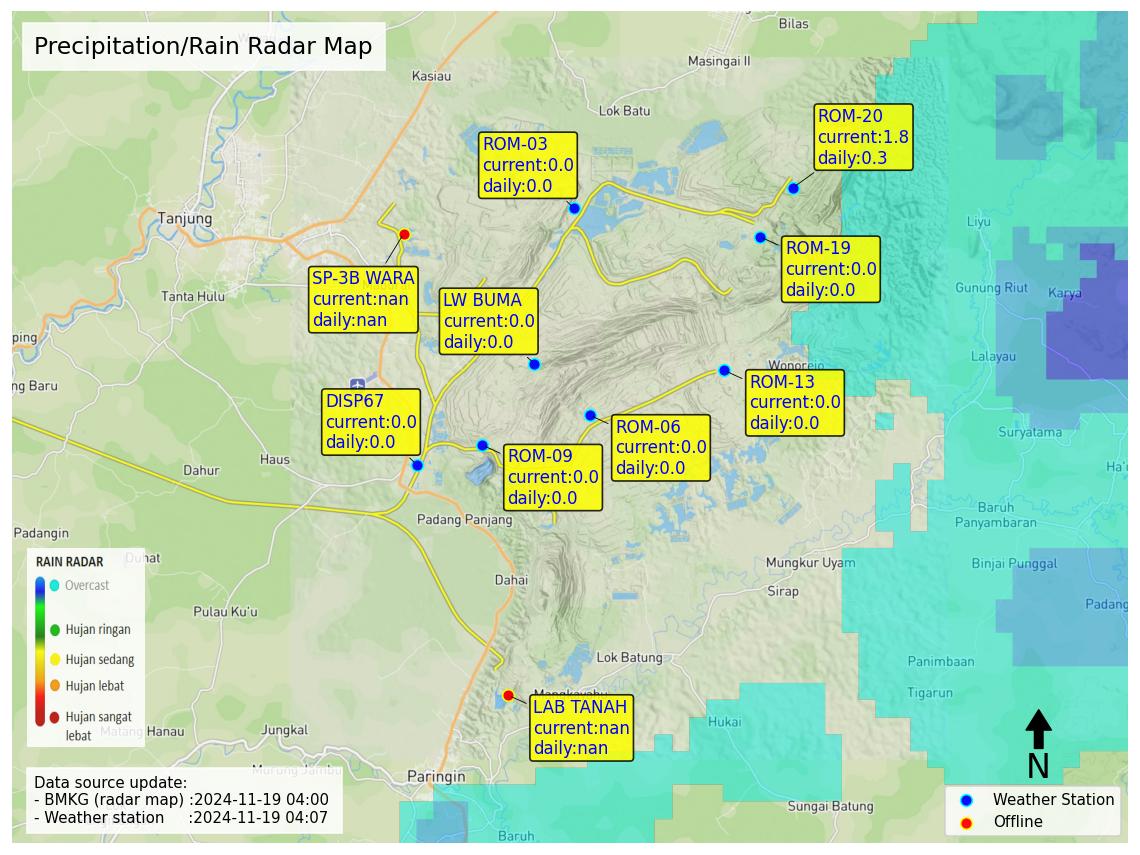 Precipitation/Rain Radar Map
Bilas
Masingai II
Kasiau
Lok Batu
ROM-20
current:1.8
daily:0.3
ROM-03
current:0.0
daily:0.0
Tanjung
Liyu
ROM-19
current:0.0
daily:0.0
SP-3B WARA
current:nan
daily:nan
Tanta Hulu
LW BUMA
current:0.0
daily:0.0
Gunung Riut
Karya
ping
Lalayau
Wonorejo
ng Baru
ROM-13
current:0.0
daily:0.0
DISP67
current:0.0
daily:0.0
ROM-06
current:0.0
daily:0.0
Suryatama
ROM-09
current:0.0
daily:0.0
Haus
Dahur
Ha'u
Padang Panjang
Baruh
Panyambaran
Padangin
Duhat
Mungkur Uyam
Binjai Punggal
Dahai
Sirap
Padang
Pulau Ku'u
RAIN RADAR
Overcast
Hujan ringan
Hujan sedang
Hujan lebat
Hujan sangat
lebat
Lok Batung
Panimbaan
Tigarun
LAB TANAH
current:nan
daily:nan
Hukai
Matang Hanau
Jungkal
Murung Jambu
Paringin
N
Data source update:
- BMKG (radar map) :2024-11-19 04:00
- Weather station :2024-11-19 04:07
Sungai Batung
Baruh
Weather Station
Offline